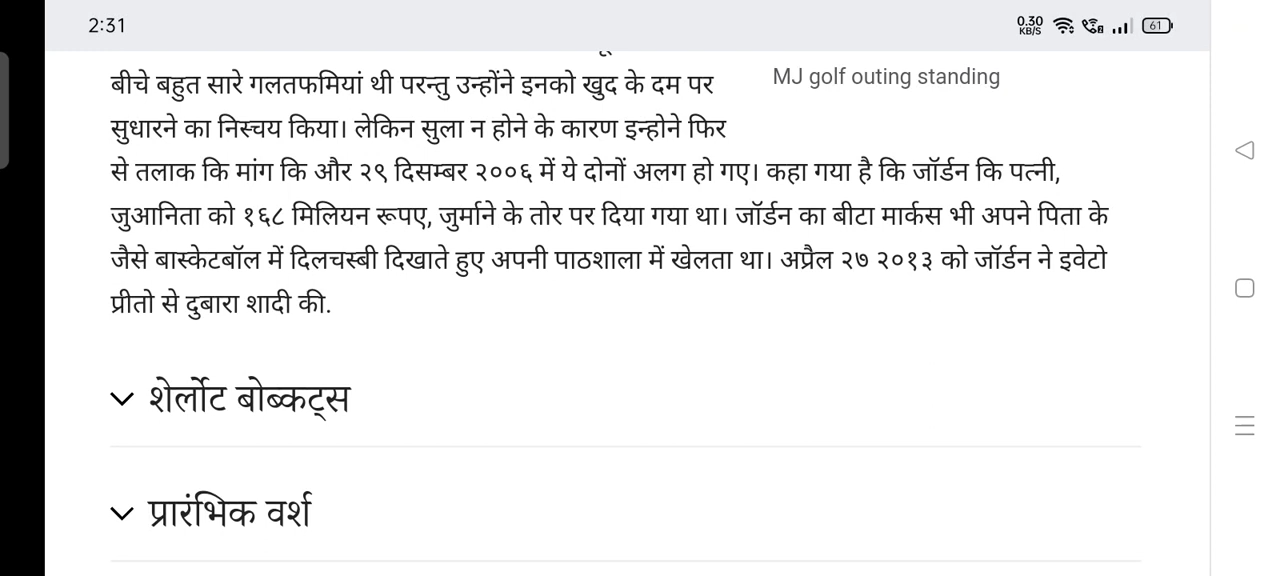 2:31
0.30 KB/S
61
MJ golf outing standing
बीचे बहुत सारे गलतफमियां थी परन्तु उन्होंने इनको खुद के दम पर
सुधारने का निस्चय किया। लेकिन सुला न होने के कारण इन्होने फिर
से तलाक कि मांग कि और २९ दिसम्बर २००६ में ये दोनों अलग हो गए। कहा गया है कि जॉर्डन कि पत्नी,
जुआनिता को १६८ मिलियन रूपए, जुर्माने के तोर पर दिया गया था। जॉर्डन का बीटा मार्कस भी अपने पिता के
जैसे बास्केटबॉल में दिलचस्बी दिखाते हुए अपनी पाठशाला में खेलता था। अप्रैल २७ २०१३ को जॉर्डन ने इवेटो
प्रीतो से दुबारा शादी की.
शेर्लोट बोब्कट्स
प्रारंभिक वर्श